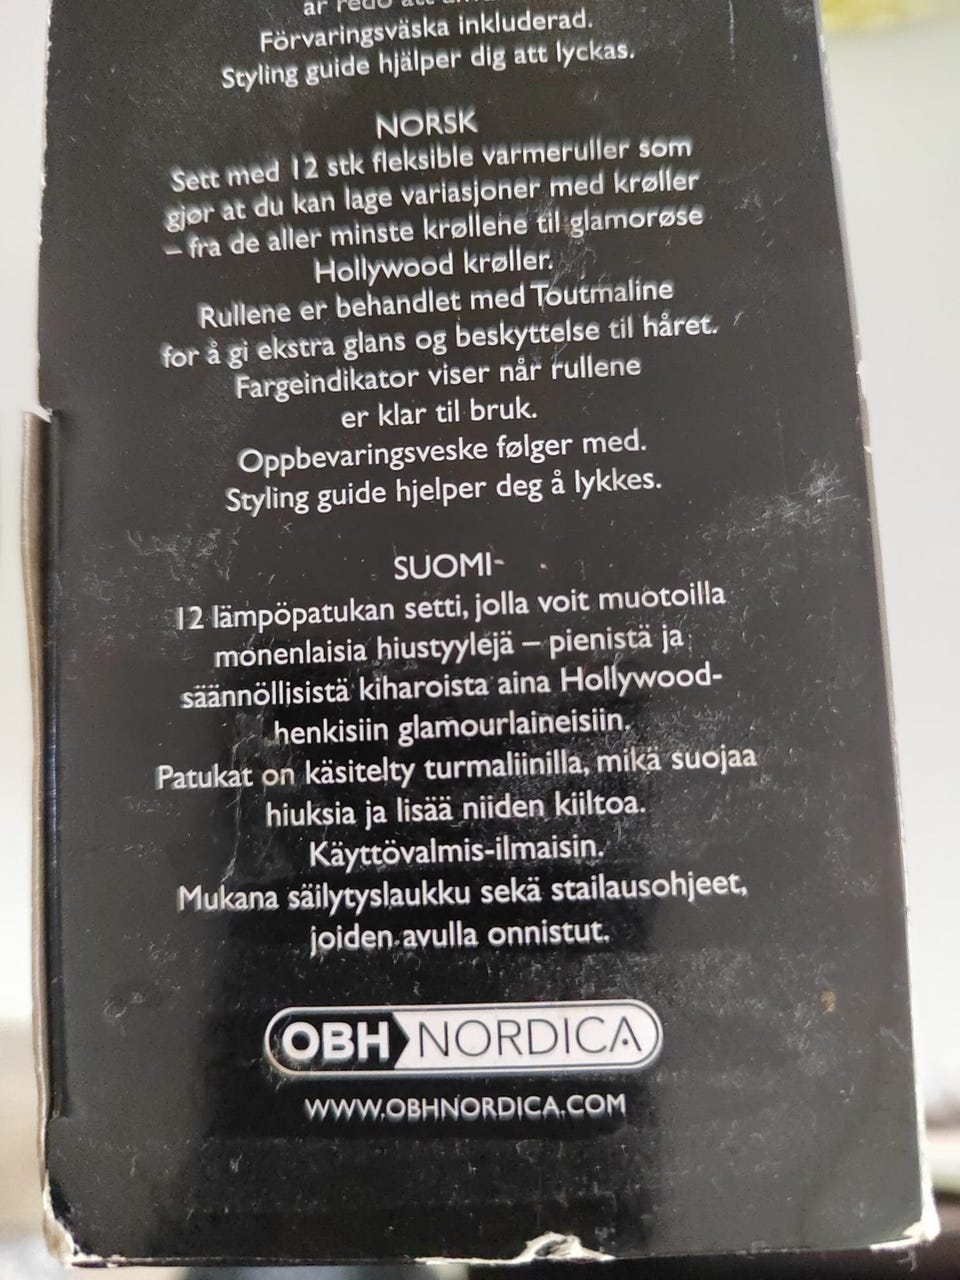 är redo att
Förvaringsväska inkluderad.
Styling guide hjälper dig att lyckas.
NORSK
Sett med 12 stk fleksible varmeruller som
gjør at du kan lage variasjoner med krøller
– fra de aller minste krøllene til glamorøse
Hollywood krøller.
Rullene er behandlet med Toutmaline
for å gi ekstra glans og beskyttelse til håret.
Fargeindikator viser når rullene
er klar til bruk.
Oppbevaringsveske følger med.
Styling guide hjelper deg å lykkes.
SUOMI
12 lämpöpatukan setti, jolla voit muotoilla
monenlaisia hiustyylejä – pienistä ja
säännöllisistä kiharoista aina Hollywood-
henkisiin glamourlaineisiin.
Patukat on käsitelty turmaliinilla, mikä suojaa
hiuksia ja lisää niiden kiiltoa.
Käyttövalmis-ilmaisin.
Mukana säilytyslaukku sekä stailausohjeet,
joiden avulla onnistut.
OBH NORDICA
WWW.OBHNORDICA.COM